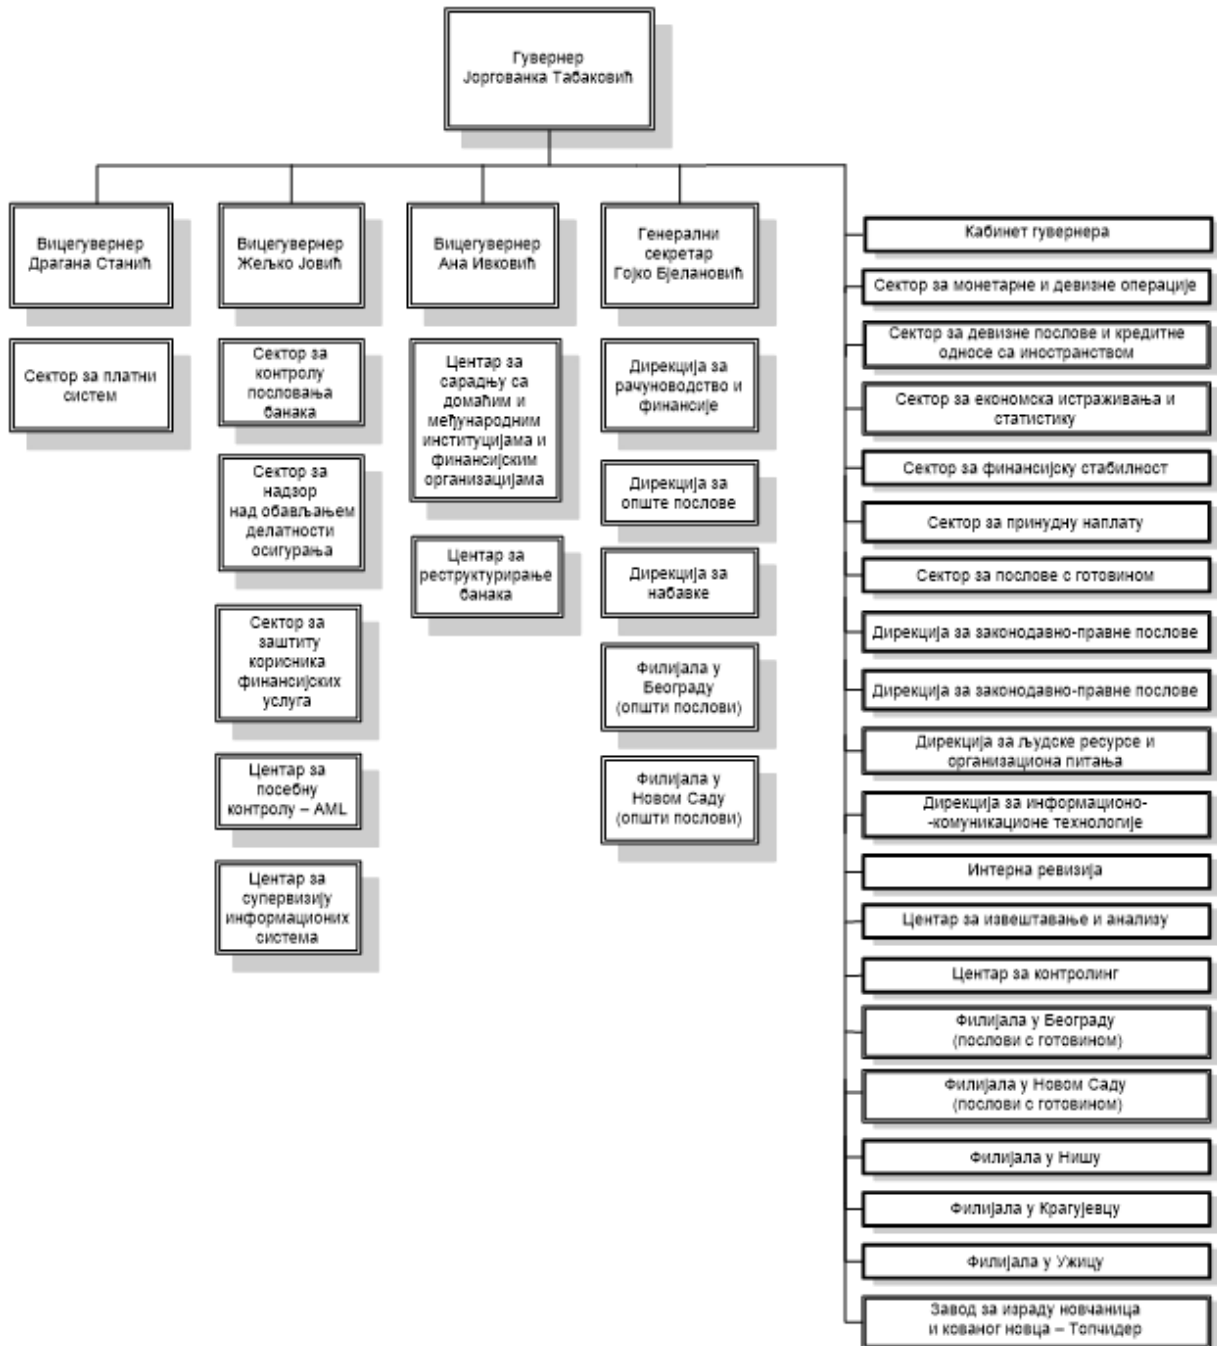 Гувернер
Јоргованка Табаковић
Вицегувернер
Драгана Станић
Сектор за платни
систем
Вицегувернер
Жељко Јовић
Сектор за
контролу
пословања
банака
Сектор за
надзор
над обављањем
делатности
осигурања
Сектор за
заштиту
корисника
финансијских
услуга
Центар за
посебну
контролу – AML
Центар за
супервизију
информационих
система
Вицегувернер
Ана Ивковић
Центар за
сарадњу са
домаћим и
међународним
институцијама и
финансијским
организацијама
Центар за
реструктурирање
банака
Генерални
секретар
Гојко Бјелановић
Дирекција за
рачуноводство и
финансије
Дирекција за
опште послове
Дирекција за
набавке
Филијала у
Београду
(општи послови)
Филијала у
Новом Саду
(општи послови)
Кабинет гувернера
Сектор за монетарне и девизне операције
Сектор за девизне послове и кредитне
односе са иностранством
Сектор за економска истраживања и
статистику
Сектор за финансијску стабилност
Сектор за принудну наплату
Сектор за послове с готовином
Дирекција за законодавно-правне послове
Дирекција за законодавно-правне послове
Дирекција за људске ресурсе и
организациона питања
Дирекција за информационо-
-комуникационе технологије
Интерна ревизија
Центар за извештавање и анализу
Центар за контролинг
Филијала у Београду
(послови с готовином)
Филијала у Новом Саду
(послови с готовином)
Филијала у Нишу
Филијала у Крагујевцу
Филијала у Ужицу
Завод за израду новчаница
и кованог новца – Топчидер